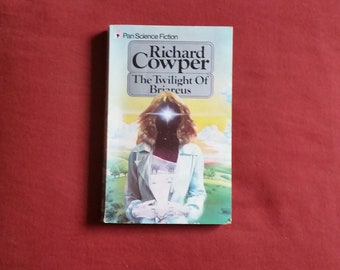 Pan Science Fiction
Richard
Cowper
The Twilight Of
Briareus